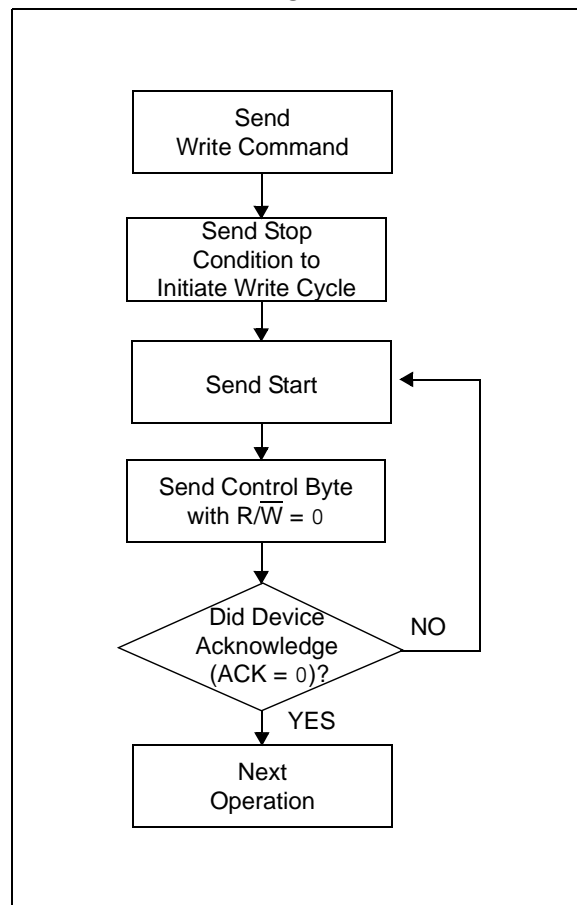 Send
Write Command
Send Stop
Condition to
Initiate Write Cycle
Send Start
Send Control Byte
with R/W̅ = 0
Did Device
Acknowledge
(ACK = 0)?
NO
YES
Next
Operation